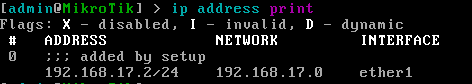 [admin@MikroTik] > ip address print
Flags: X - disabled, I - invalid, D - dynamic
# ADDRESS NETWORK INTERFACE
0 ;;; added by setup
192.168.17.2/24 192.168.17.0 ether1